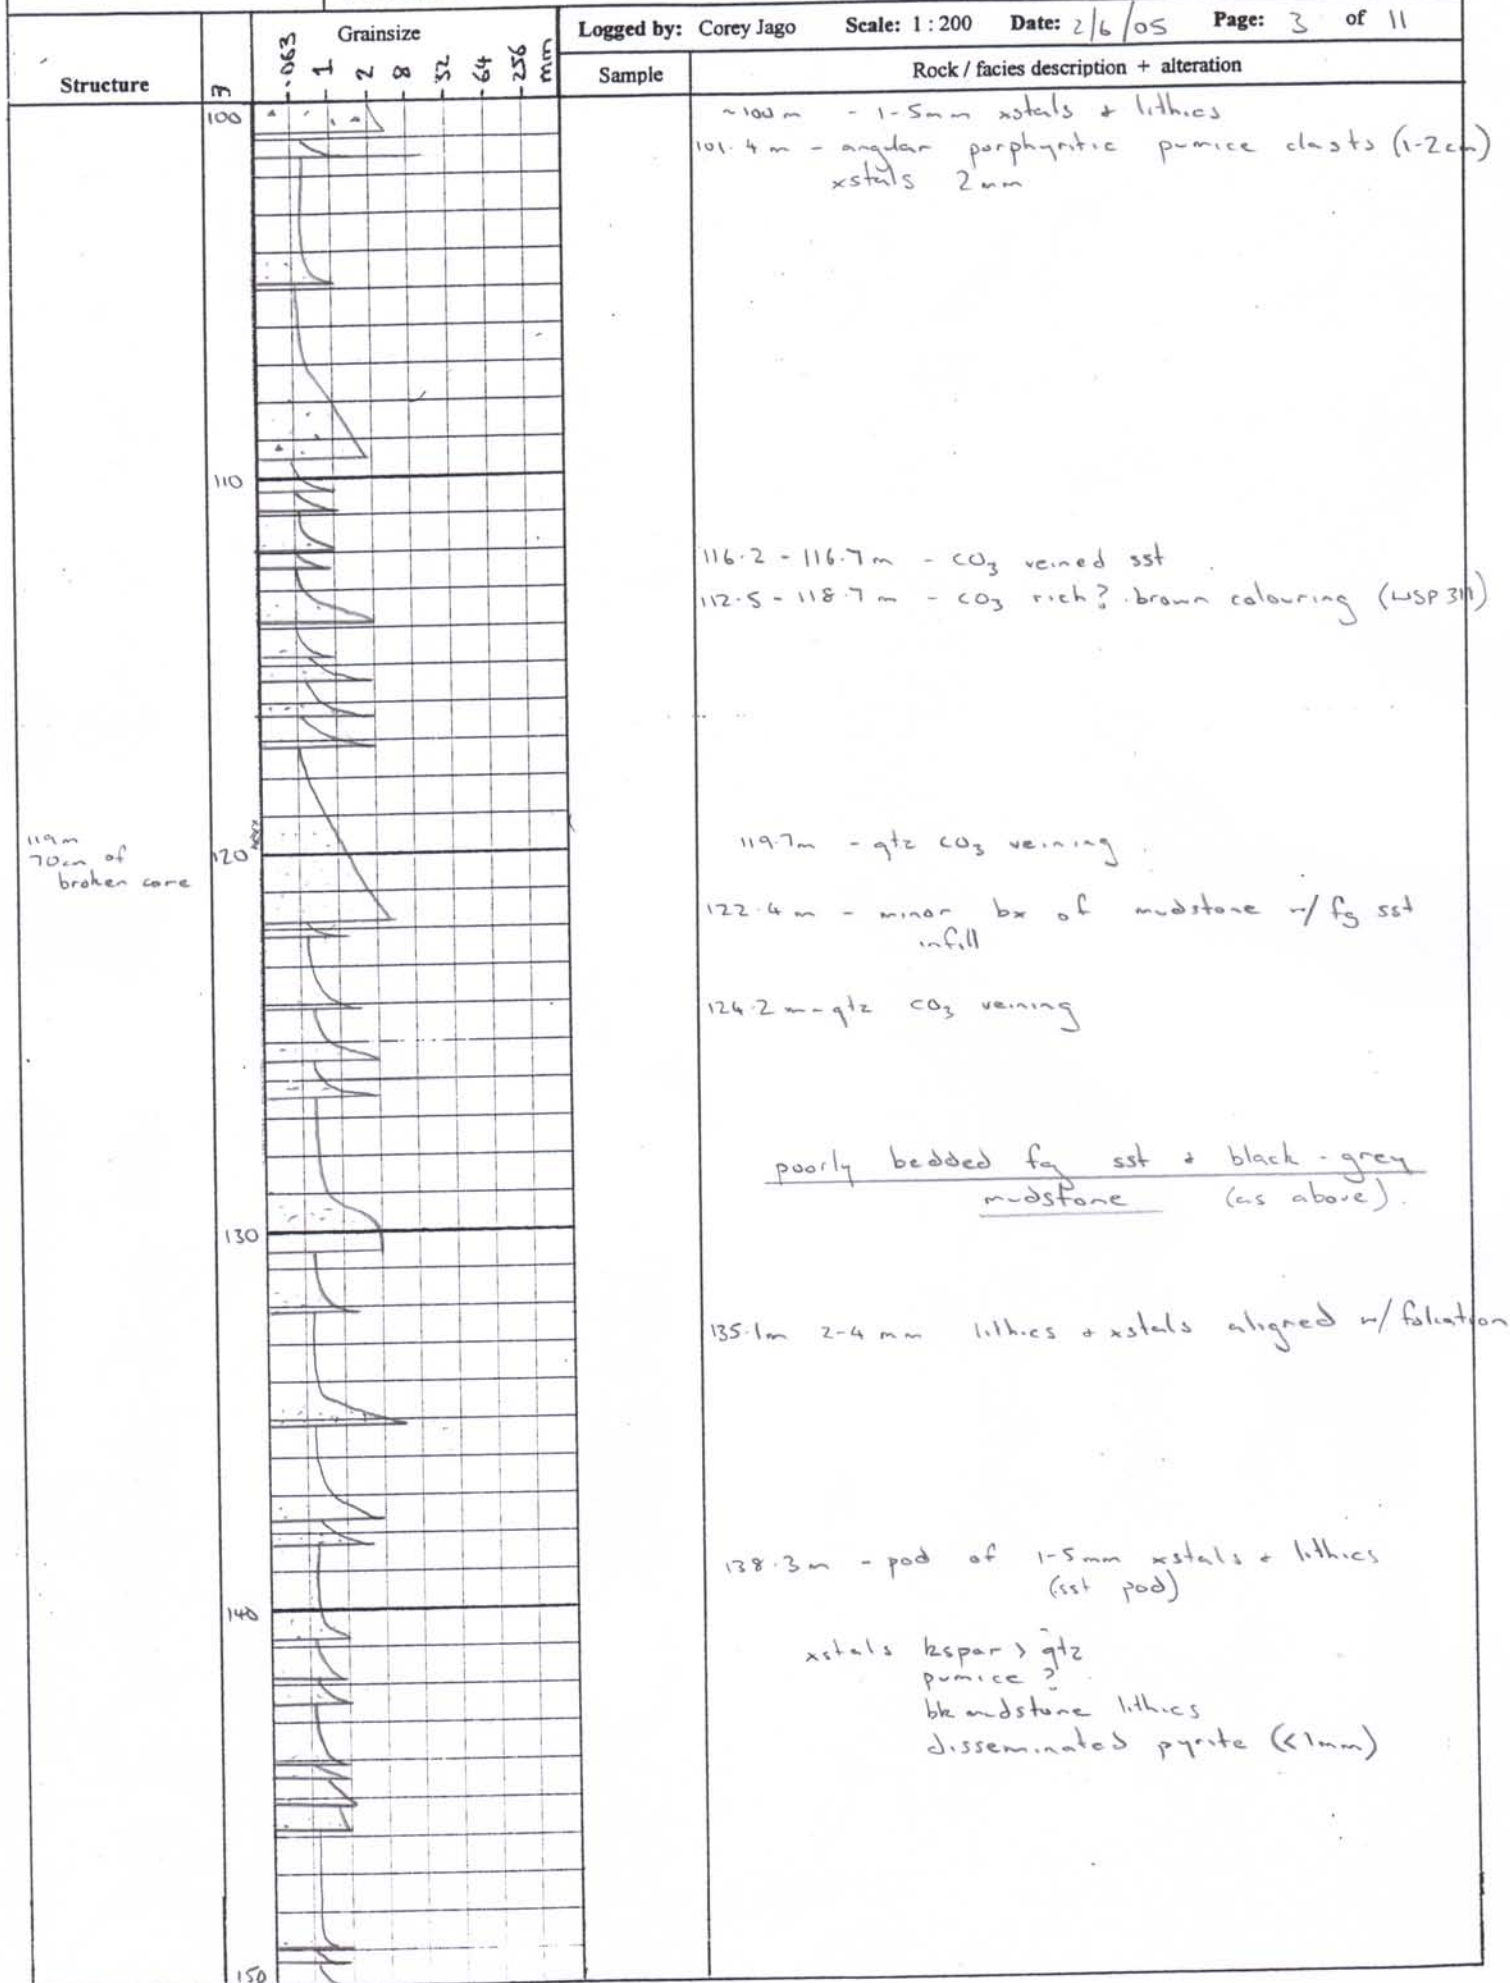 Logged by: Corey Jago Scale: 1 : 200 Date: 2/6/05 Page: 3 of 11
Structure
m
Grainsize
.063 1 2 8 32 64 256 mm
Sample
Rock / facies description + alteration
100
~100 m - 1-5mm xstals + lithics
101.4 m - angular porphyritic pumice clasts (1-2cm)
xstals 2mm
110
116.2 - 116.7 m - CO3 veined sst
112.5 - 118.7 m - CO3 rich? brown colouring (WSP 311)
119m
70cm of
broken core
120
119.7m - qtz CO3 veining
122.4 m - minor bx of mudstone w/ fg sst
infill
124.2 m - qtz CO3 veining
poorly bedded fg sst + black - grey
mudstone (as above).
130
135.1m 2-4 mm lithics + xstals aligned w/ foliation
138.3 m - pod of 1-5mm xstals + lithics
(sst pod)
140
xstals kspar > qtz
pumice ?
bk mudstone lithics
disseminated pyrite (<1mm)
150